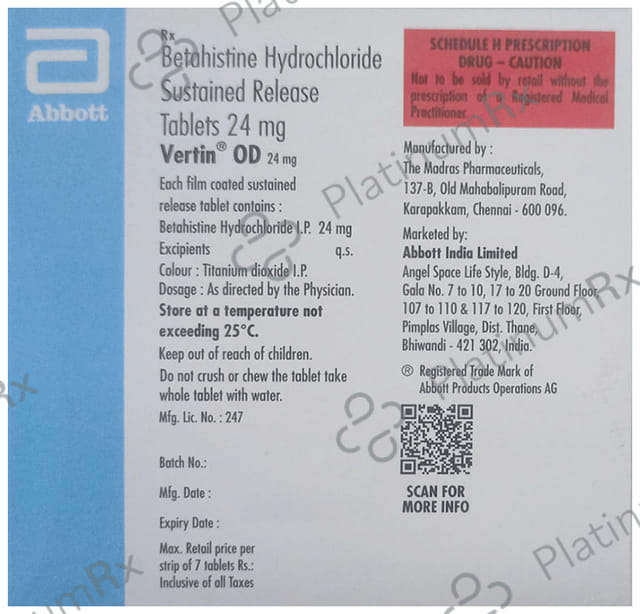 Abbott
Rx
Betahistine Hydrochloride
Sustained Release
Tablets 24 mg
Vertin® OD 24 mg
Each film coated sustained
release tablet contains :
Betahistine Hydrochloride I.P. 24 mg
Excipients q.s.
Colour : Titanium dioxide I.P.
Dosage : As directed by the Physician.
Store at a temperature not
exceeding 25°C.
Keep out of reach of children.
Do not crush or chew the tablet take
whole tablet with water.
Mfg. Lic. No. : 247
Batch No.:
Mfg. Date :
Expiry Date :
Max. Retail price per
strip of 7 tablets Rs.:
Inclusive of all Taxes
SCHEDULE H PRESCRIPTION
DRUG – CAUTION
Not to be sold by retail without the
prescription of a Registered Medical
Practitioner.
Manufactured by :
The Madras Pharmaceuticals,
137-B, Old Mahabalipuram Road,
Karapakkam, Chennai - 600 096.
Marketed by:
Abbott India Limited
Angel Space Life Style, Bldg. D-4,
Gala No. 7 to 10, 17 to 20 Ground Floor,
107 to 110 & 117 to 120, First Floor,
Pimplas Village, Dist. Thane,
Bhiwandi - 421 302, India.
® Registered Trade Mark of
Abbott Products Operations AG
SCAN FOR
MORE INFO
PlatinumRx
PlatinumRx
PlatinumRx
PlatinumRx
PlatinumRx